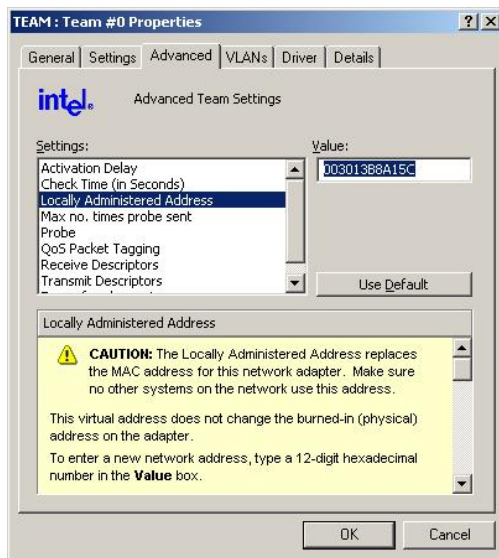 TEAM : Team #0 Properties
General Settings Advanced VLANs Driver Details
intel. Advanced Team Settings
Settings: Value:
Activation Delay
003013B8A15C
Check Time (in Seconds)
Locally Administered Address
Max no. times probe sent
Probe
QoS Packet Tagging
Receive Descriptors
Transmit Descriptors
Use Default
Locally Administered Address
CAUTION: The Locally Administered Address replaces
the MAC address for this network adapter. Make sure
no other systems on the network use this address.
This virtual address does not change the burned-in (physical)
address on the adapter.
To enter a new network address, type a 12-digit hexadecimal
number in the Value box.
OK Cancel